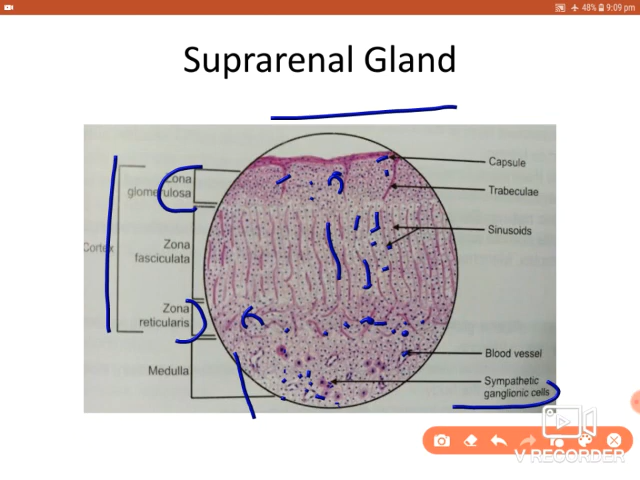 48% 9:09 pm
Suprarenal Gland
Capsule
Zona
glomerulosa
Trabeculae
Sinusoids
Cortex
Zona
fasciculata
Zona
reticularis
Blood vessel
Medulla
Sympathetic
ganglionic cells
V RECORDER